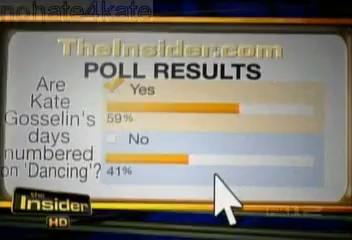 nohate4kate
TheInsider.com
POLL RESULTS
Are
Kate
Gosselin's
days
numbered
on 'Dancing'?
Yes
59%
No
41%
the
Insider
HD